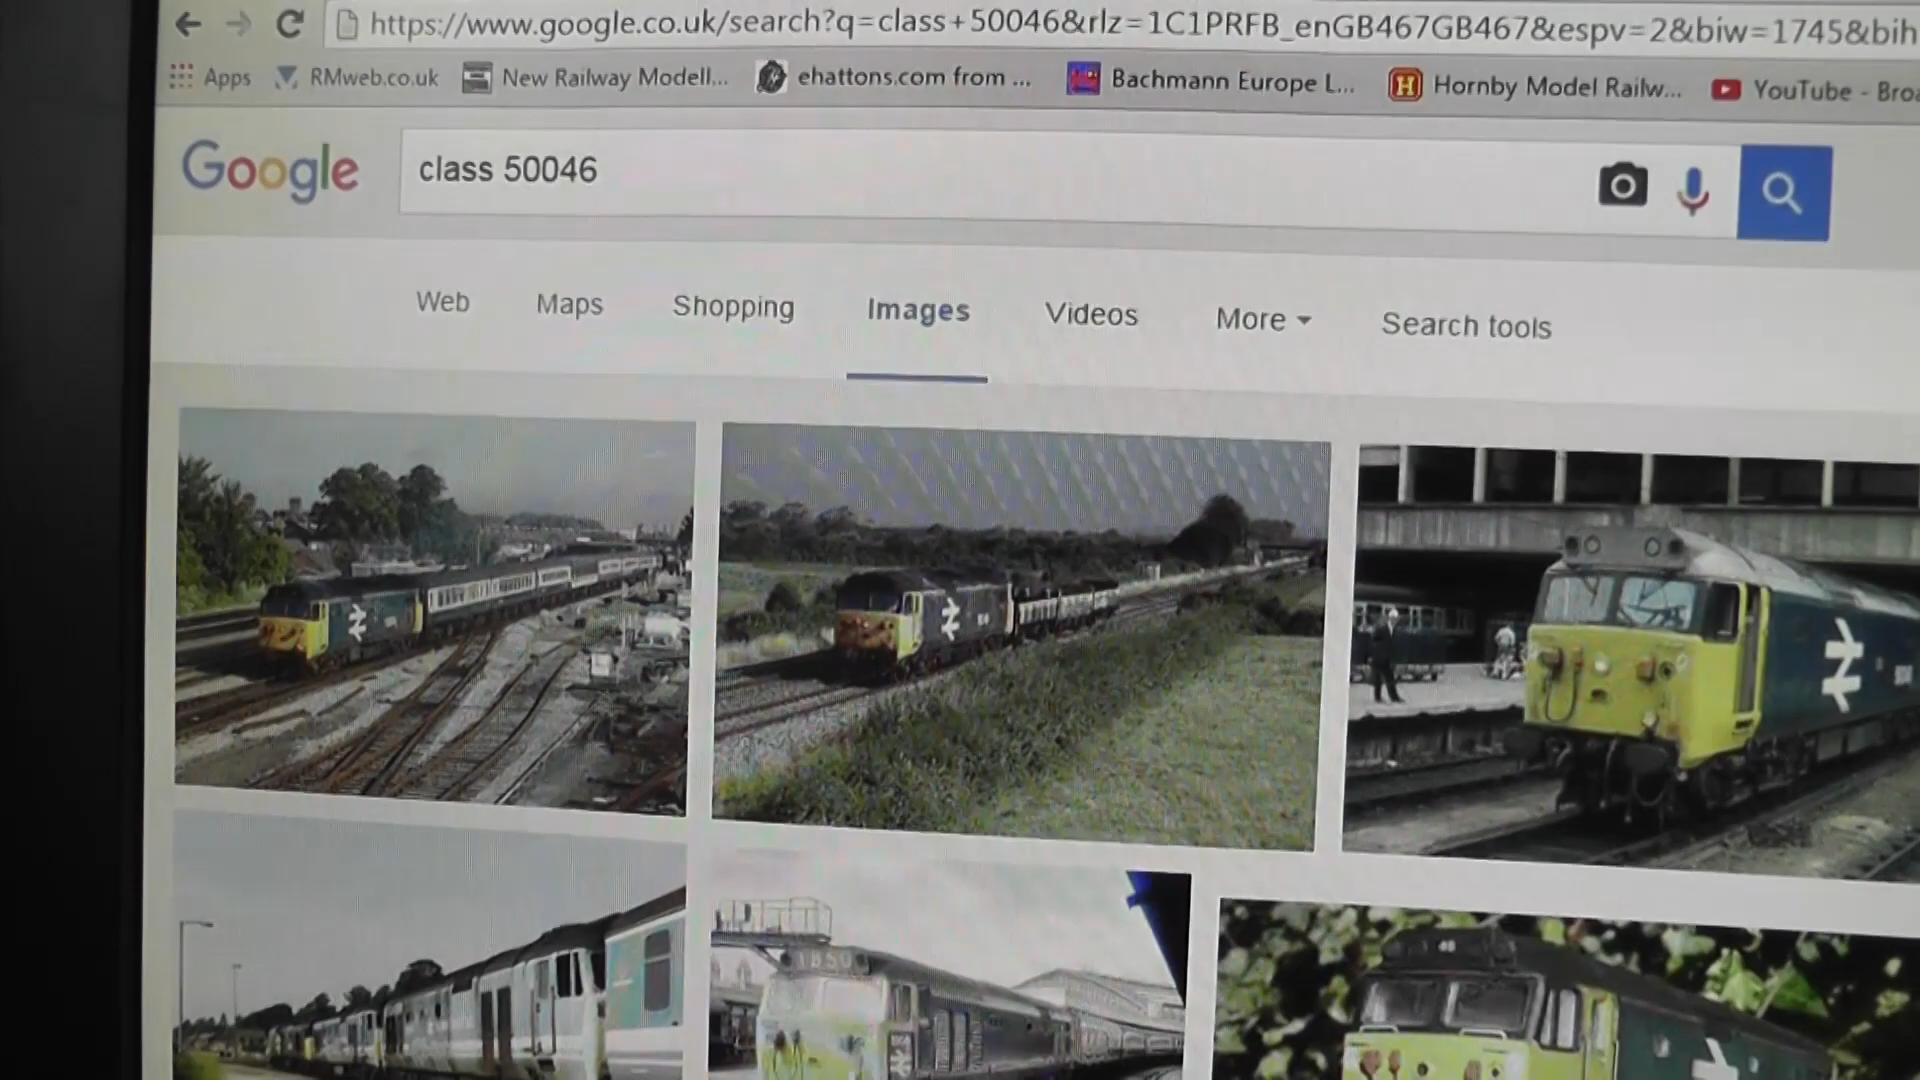 https://www.google.co.uk/search?q=class+50046&rlz=1C1PRFB_enGB467GB467&espv=2&biw=1745&bih
Apps RMweb.co.uk New Railway Modell... ehattons.com from ... Bachmann Europe L... Hornby Model Railw... YouTube - Broa
Google class 50046
Web Maps Shopping Images Videos More Search tools